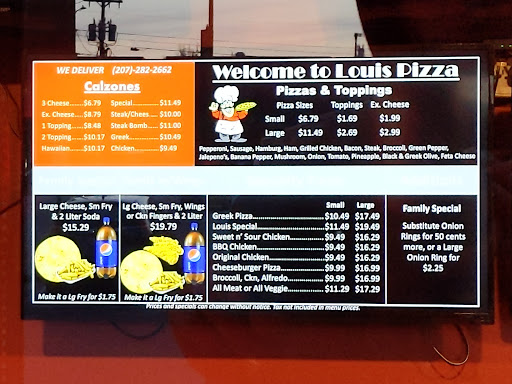 WE DELIVER (207)-282-2662
Calzones
3 Cheese......$6.79 Special.............$11.49
Ex. Cheese....$8.79 Steak/Chees....$10.00
1 Topping.....$8.48 Steak Bomb......$11.00
2 Topping.....$10.17 Greek...............$10.49
Hawaiian......$10.17 Chicken............$9.49
Welcome to Louis Pizza
Pizzas & Toppings
Pizza Sizes Toppings Ex. Cheese
Small $6.79 $1.69 $1.99
Large $11.49 $2.69 $2.99
Pepperoni, Sausage, Hamburg, Ham, Grilled Chicken, Bacon, Steak, Broccoli, Green Pepper,
Jalepeno's, Banana Pepper, Mushroom, Onion, Tomato, Pineapple, Black & Greek Olive, Feta Cheese
Large Cheese, Sm Fry
& 2 Liter Soda
$15.29
Make it a Lg Fry for $1.75
Lg Cheese, Sm Fry, Wings
or Ckn Fingers & 2 Liter
$19.79
Make it a Lg Fry for $1.75
Small Large
Greek Pizza..............................$10.49 $17.49
Louis Special...........................$11.49 $19.49
Sweet n' Sour Chicken............$9.49 $16.29
BBQ Chicken...........................$9.49 $16.29
Original Chicken.....................$9.49 $16.29
Cheeseburger Pizza................$9.99 $16.99
Broccoli, Ckn, Alfredo.............$9.99 $16.99
All Meat or All Veggie.............$11.29 $17.29
Family Special
Substitute Onion
Rings for 50 cents
more, or a Large
Onion Ring for
$2.25
Prices and specials can change without notice. Tax not included in menu prices.